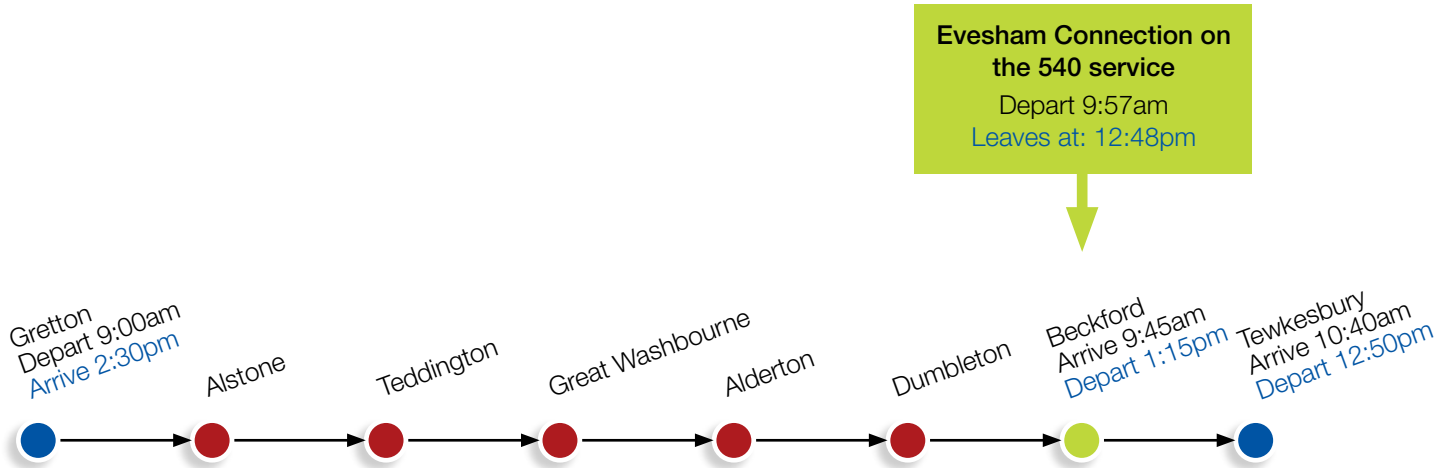 Evesham Connection on
the 540 service
Depart 9:57am
Leaves at: 12:48pm
Gretton
Depart 9:00am
Arrive 2:30pm
Alstone
Teddington
Great Washbourne
Alderton
Dumbleton
Beckford
Arrive 9:45am
Depart 1:15pm
Tewkesbury
Arrive 10:40am
Depart 12:50pm